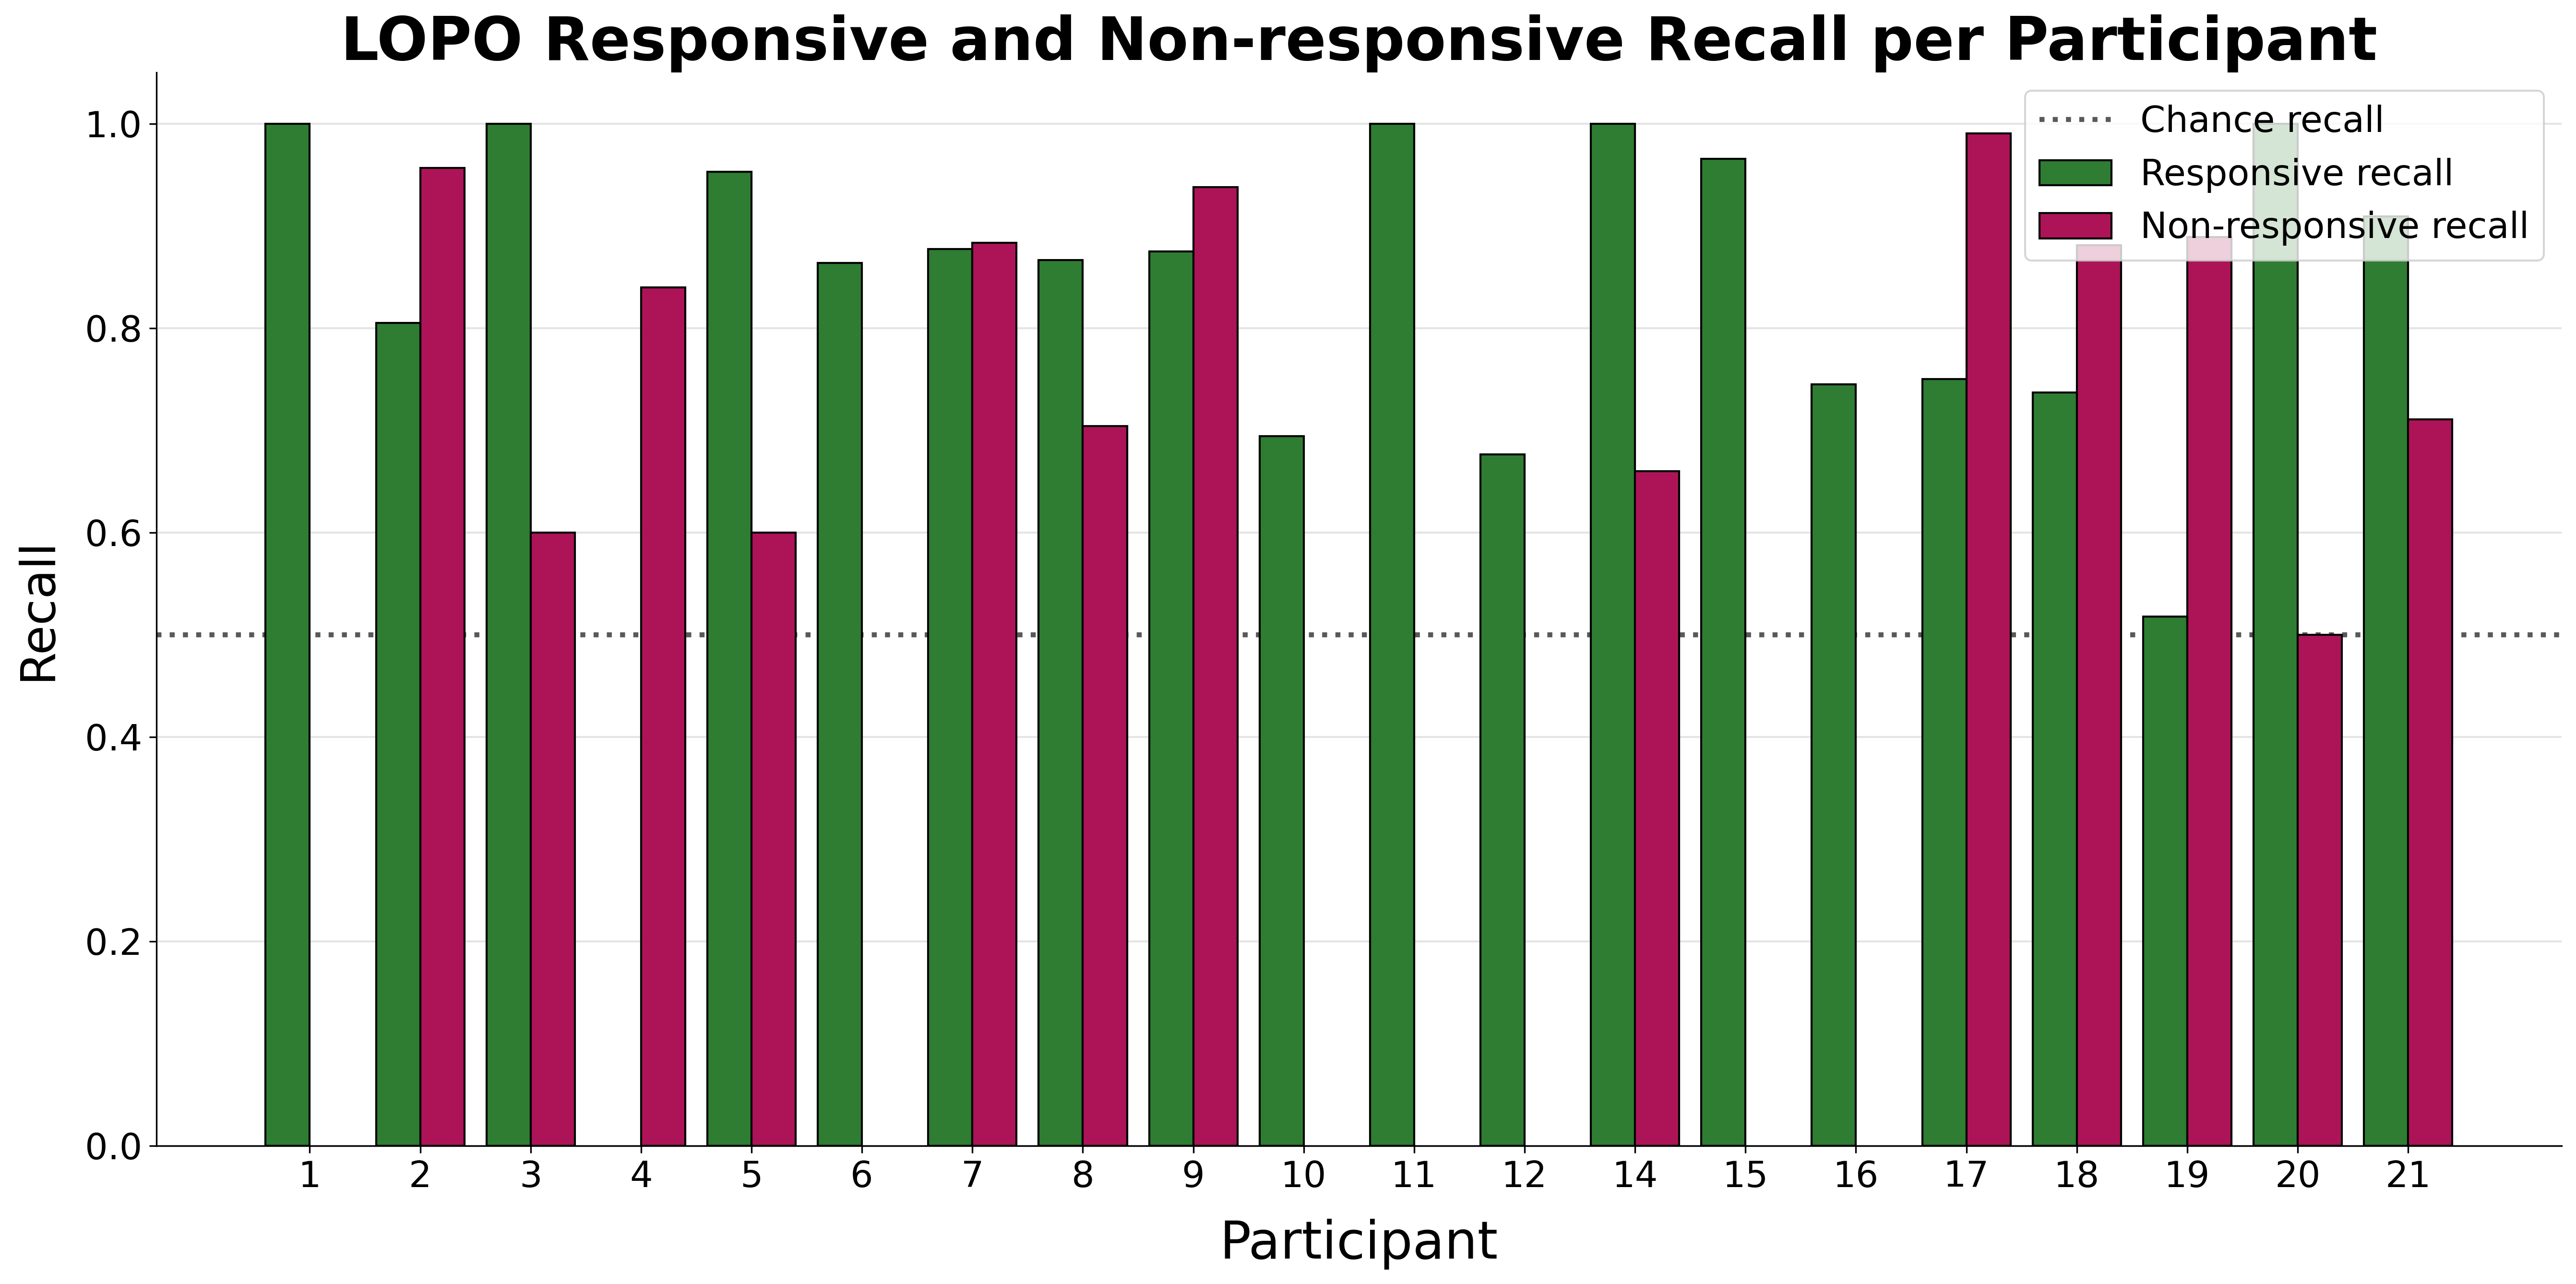 LOPO Responsive and Non-responsive Recall per Participant
Chance recall
Responsive recall
Non-responsive recall
1.0
0.8
0.6
0.4
0.2
0.0
Recall
1 2 3 4 5 6 7 8 9 10 11 12 14 15 16 17 18 19 20 21
Participant